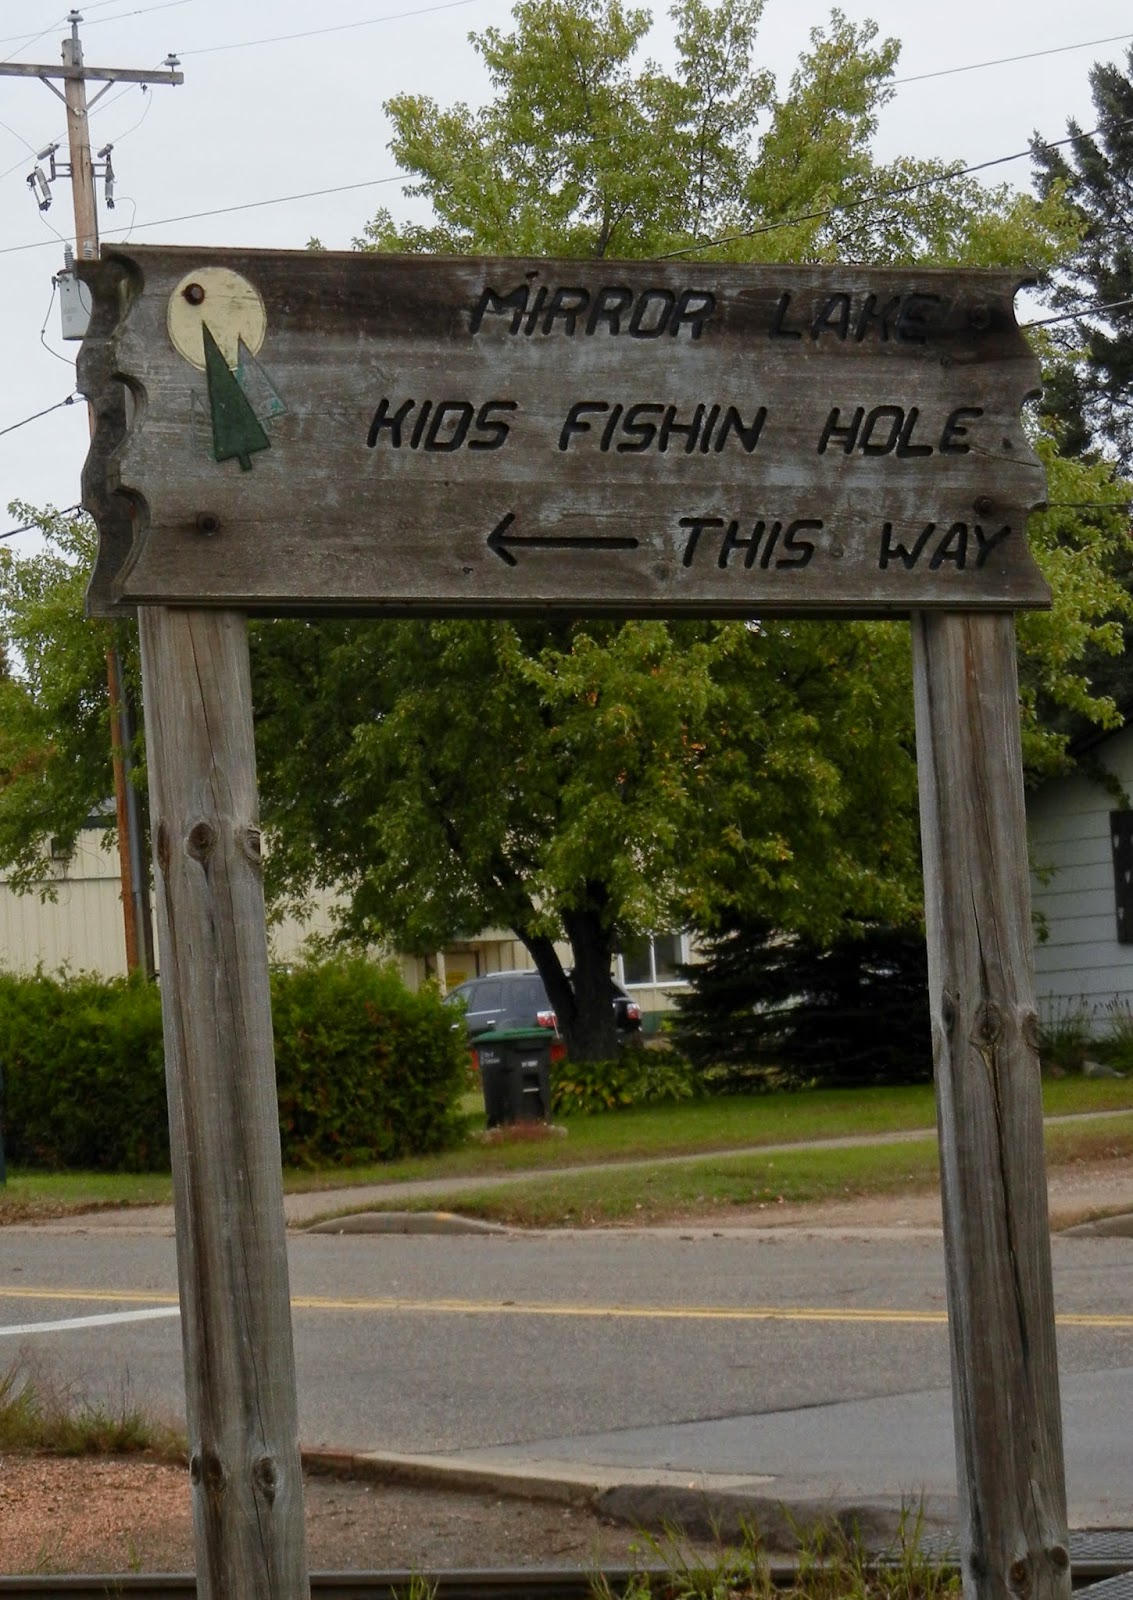 MIRROR LAKE
KIDS FISHIN HOLE
← THIS WAY